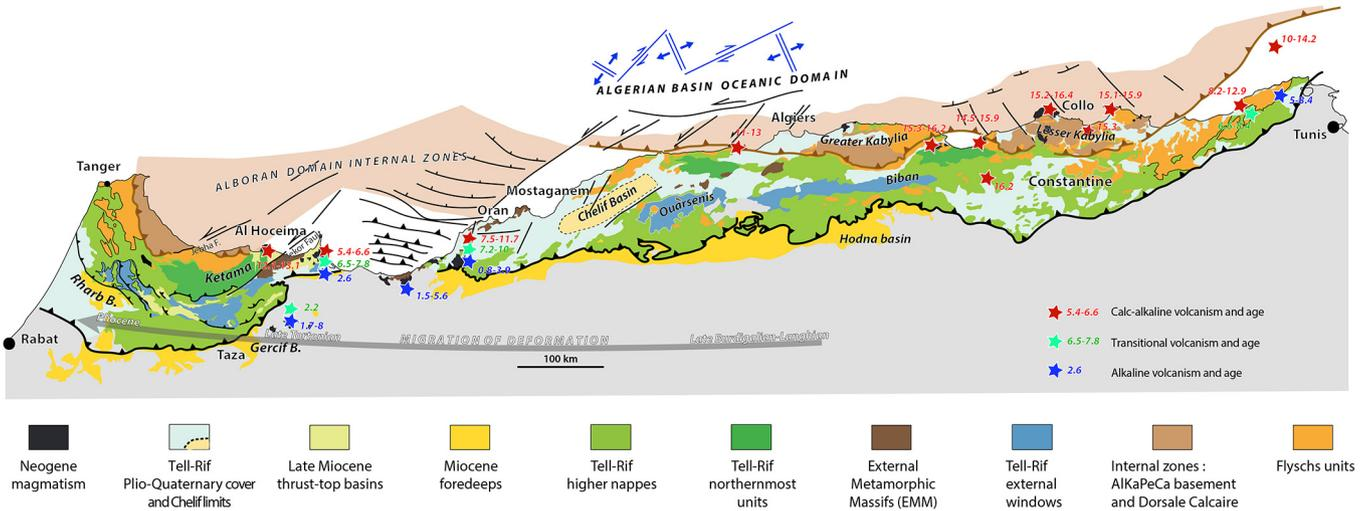 10-14.2
ALGERIAN BASIN OCEANIC DOMAIN
8.2-12.9
5-8.4
15.2-16.4
15.1-15.9
Collo
Tunis
Algiers
14.5-15.9
11-13
15.3-16.2
15.3
Lesser Kabylia
Greater Kabylia
ALBORAN DOMAIN INTERNAL ZONES
Tanger
Biban
16.2
Constantine
Mostaganem
Chelif Basin
Ouarsenis
Oran
Al Hoceima
7.5-11.7
7.2-10
0.8-3.9
Hodna basin
5.4-6.6
6.5-7.8
2.6
Ketama
1.5-5.6
Rharb B.
2.2
1.7-8
Pliocene
Late Tortonian
MIGRATION OF DEFORMATION
Late Burdigalian-Langhian
Rabat
Taza
Gercif B.
100 km
5.4-6.6 Calc-alkaline volcanism and age
6.5-7.8 Transitional volcanism and age
2.6 Alkaline volcanism and age
Neogene
magmatism
Tell-Rif
Plio-Quaternary cover
and Chelif limits
Late Miocene
thrust-top basins
Miocene
foredeeps
Tell-Rif
higher nappes
Tell-Rif
northernmost
units
External
Metamorphic
Massifs (EMM)
Tell-Rif
external
windows
Internal zones :
AlKaPeCa basement
and Dorsale Calcaire
Flyschs units